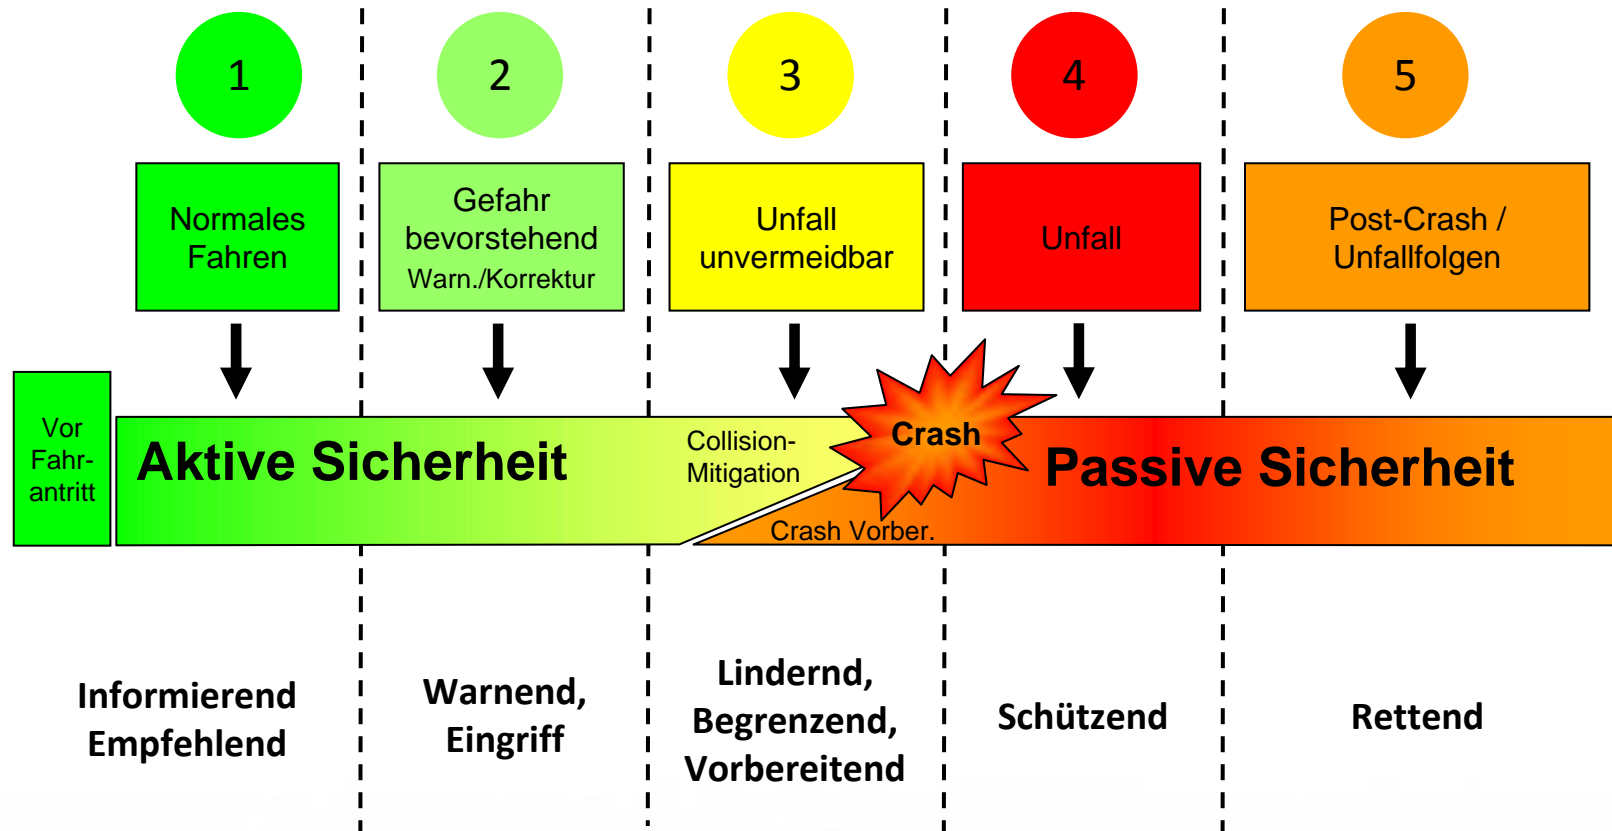 1
2
3
4
5
Normales
Fahren
Gefahr
bevorstehend
Warn./Korrektur
Unfall
unvermeidbar
Unfall
Post-Crash /
Unfallfolgen
Vor
Fahr-
antritt
Aktive Sicherheit
Collision-
Mitigation
Crash
Crash Vorber.
Passive Sicherheit
Informierend
Empfehlend
Warnend,
Eingriff
Lindernd,
Begrenzend,
Vorbereitend
Schützend
Rettend